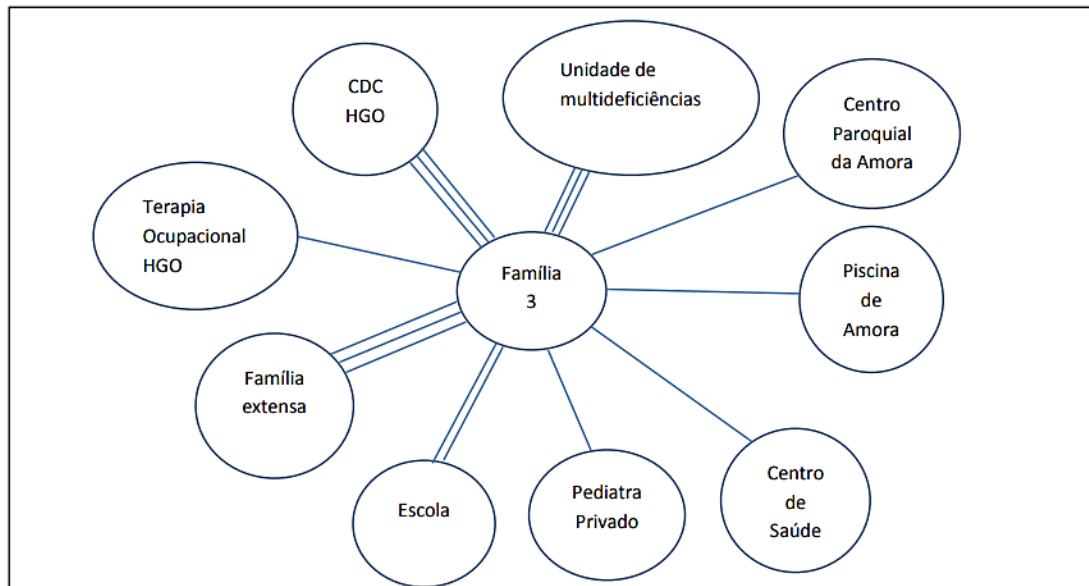 CDC
HGO
Unidade de
multideficiências
Centro
Paroquial
da Amora
Terapia
Ocupacional
HGO
Família
3
Piscina
de
Amora
Família
extensa
Escola
Pediatra
Privado
Centro
de
Saúde